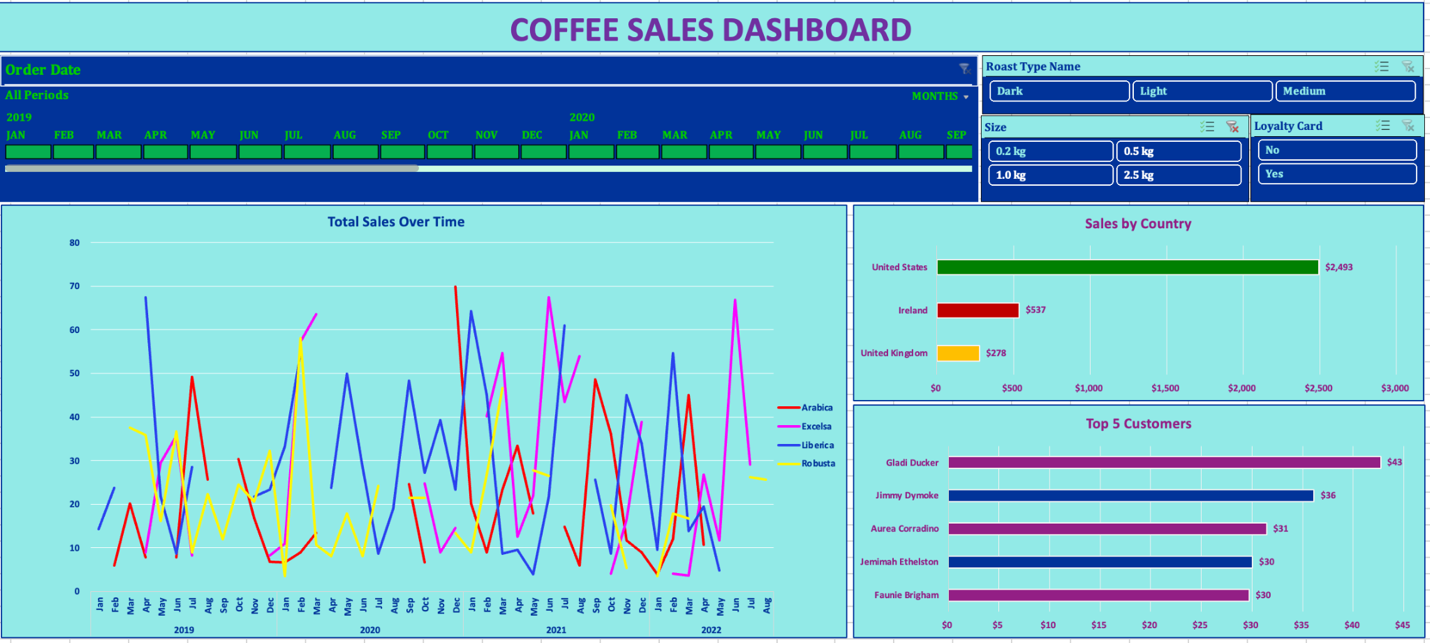 COFFEE SALES DASHBOARD
Order Date
All Periods
MONTHS
2019 2020
JAN FEB MAR APR MAY JUN JUL AUG SEP OCT NOV DEC JAN FEB MAR APR MAY JUN JUL AUG SEP
Roast Type Name
Dark Light Medium
Size
0.2 kg 0.5 kg
1.0 kg 2.5 kg
Loyalty Card
No
Yes
Total Sales Over Time
80
70
60
50
40
30
20
10
0
Jan Feb Mar Apr May Jun Jul Aug Sep Oct Nov Dec Jan Feb Mar Apr May Jun Jul Aug Sep Oct Dec Jan Feb Mar Apr May Jun Jul Aug Sep Oct Nov Dec Jan Feb Mar Apr May Jun Jul Aug
2019 2020 2021 2022
Arabica
Excelsa
Liberica
Robusta
Sales by Country
United States $2,493
Ireland $537
United Kingdom $278
$0 $500 $1,000 $1,500 $2,000 $2,500 $3,000
Top 5 Customers
Gladi Ducker $43
Jimmy Dymoke $36
Aurea Corradino $31
Jemimah Ethelston $30
Faunie Brigham $30
$0 $5 $10 $15 $20 $25 $30 $35 $40 $45